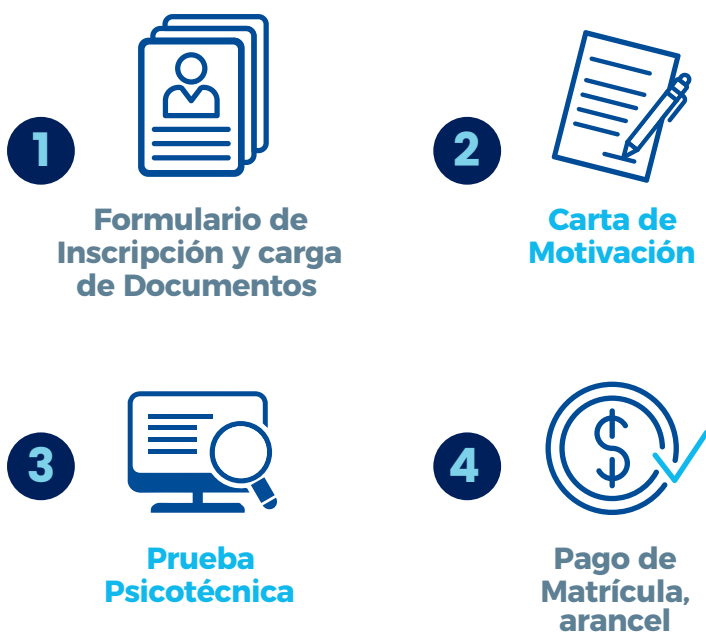 1
Formulario de
Inscripción y carga
de Documentos
2
Carta de
Motivación
3
Prueba
Psicotécnica
4
$
Pago de
Matrícula,
arancel